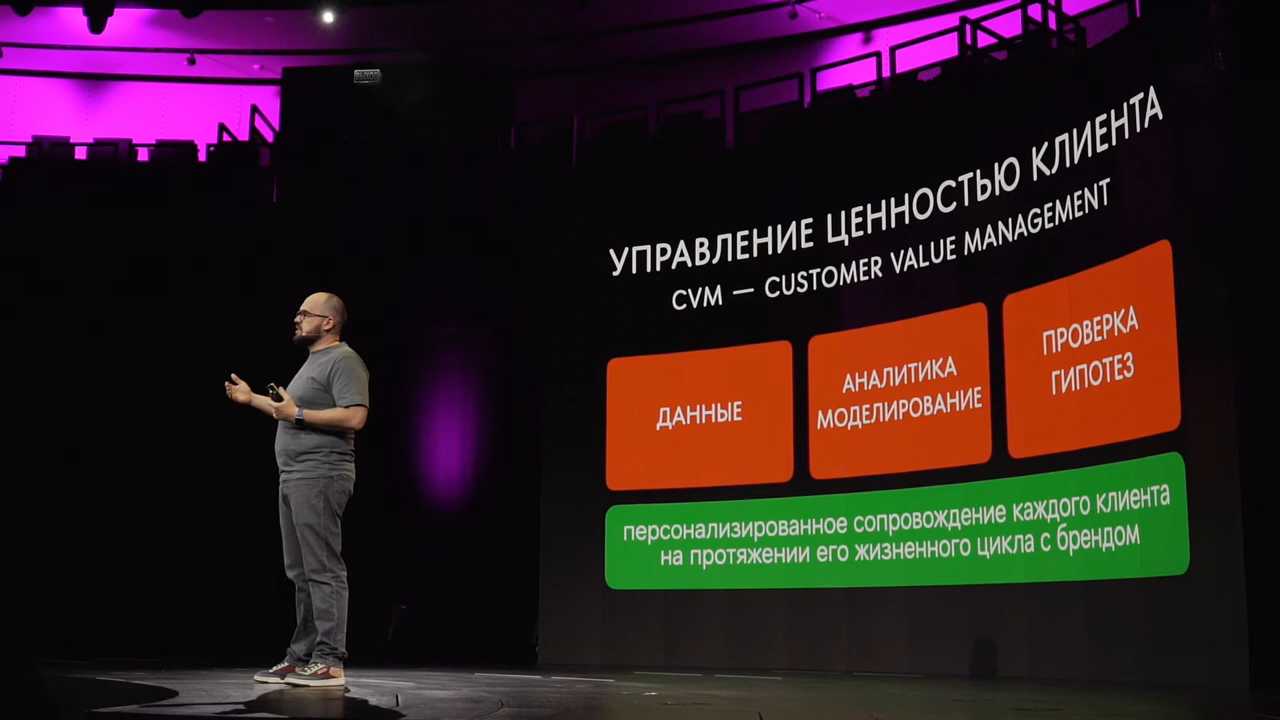 ВЫХОД
УПРАВЛЕНИЕ ЦЕННОСТЬЮ КЛИЕНТА
CVM — CUSTOMER VALUE MANAGEMENT
ДАННЫЕ
АНАЛИТИКА
МОДЕЛИРОВАНИЕ
ПРОВЕРКА
ГИПОТЕЗ
персонализированное сопровождение каждого клиента
на протяжении его жизненного цикла с брендом